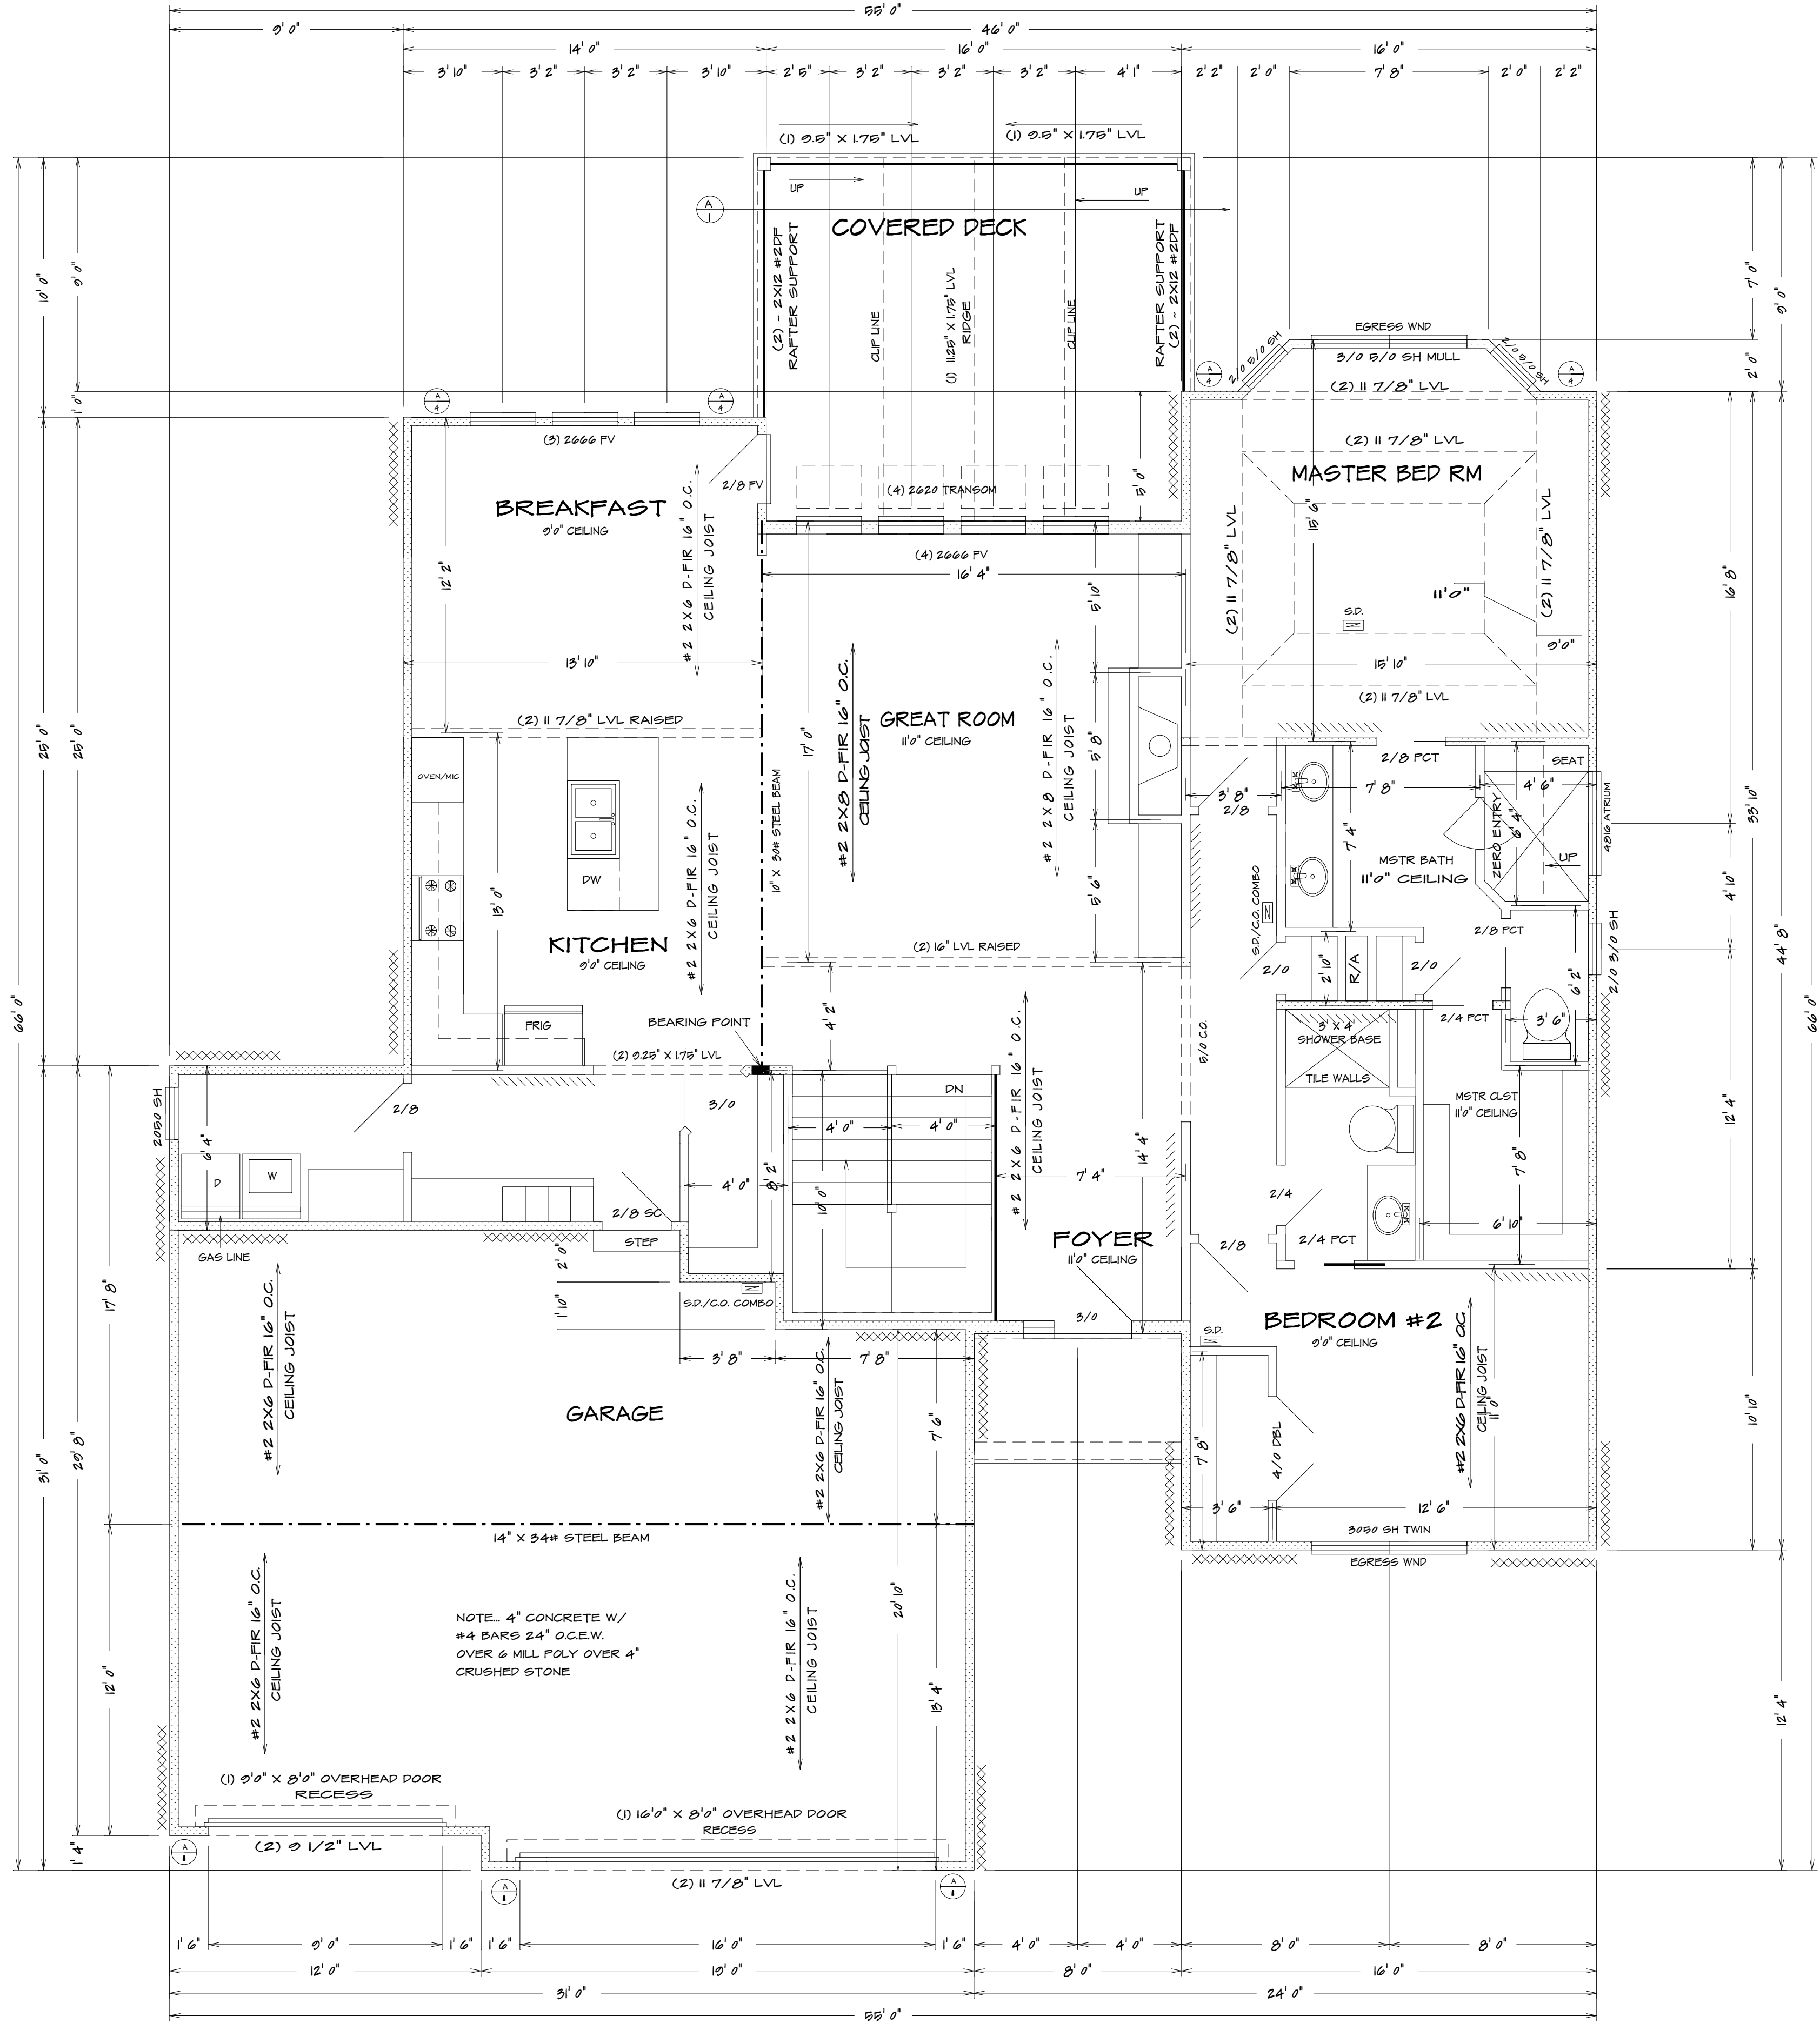 55' 0"
9' 0"
46' 0"
14' 0"
16' 0"
16' 0"
3' 10"
3' 2"
3' 2"
3' 10"
2' 5"
3' 2"
3' 2"
3' 2"
4' 1"
2' 2"
2' 0"
7' 8"
2' 0"
2' 2"
(1) 9.5" X 1.75" LVL
(1) 9.5" X 1.75" LVL
UP
UP
A
1
COVERED DECK
(2) ~ 2X12 #2DF
RAFTER SUPPORT
CLIP LINE
(1) 11.25" X 1.75" LVL
RIDGE
CLIP LINE
RAFTER SUPPORT
(2) ~ 2X12 #2DF
10' 0"
9' 0"
1' 0"
7' 0"
9' 0"
2' 0"
EGRESS WND
3/0 5/0 SH MULL
2/0 5/0 SH
2/0 5/0 SH
(2) 11 7/8" LVL
A
4
A
4
A
4
A
4
(3) 2666 FV
2/8 FV
BREAKFAST
9'0" CEILING
#2 2X6 D-FIR 16" O.C.
CEILING JOIST
12' 2"
13' 10"
(4) 2620 TRANSOM
5' 0"
(4) 2666 FV
16' 4"
5' 10"
(2) 11 7/8" LVL
MASTER BED RM
15' 6"
(2) 11 7/8" LVL
(2) 11 7/8" LVL
11'0"
S.D.
9'0"
15' 10"
(2) 11 7/8" LVL
16' 8"
(2) 11 7/8" LVL RAISED
17' 0"
#2 2X8 D-FIR 16" O.C.
CEILING JOIST
GREAT ROOM
11'0" CEILING
#2 2X8 D-FIR 16" O.C.
CEILING JOIST
5' 8"
25' 0"
25' 0"
OVEN/MIC
DW
13' 0"
#2 2X6 D-FIR 16" O.C.
CEILING JOIST
10" X 30# STEEL BEAM
KITCHEN
9'0" CEILING
5' 6"
(2) 16" LVL RAISED
2/8 PCT
SEAT
3' 8"
2/8
7' 8"
4' 6"
7' 4"
6' 4"
ZERO ENTRY
UP
4816 ATRIUM
MSTR BATH
11'0" CEILING
S.D./C.O. COMBO
33' 10"
4' 10"
44' 8"
2/8 PCT
2/0
2' 10"
R/A
2/0
6' 2"
2/0 3/0 SH
66' 0"
66' 0"
FRIG
BEARING POINT
4' 2"
(2) 9.25" X 1.75" LVL
#2 2X6 D-FIR 16" O.C.
CEILING JOIST
5/0 C.O.
3' X 4'
SHOWER BASE
TILE WALLS
2/4 PCT
3' 6"
MSTR CLST
11'0" CEILING
12' 4"
2050 SH
2/8
3/0
DN
4' 0"
4' 0"
6' 4"
D
W
8' 2"
4' 0"
10' 0"
7' 4"
14' 4"
7' 8"
2/8 SC
STEP
GAS LINE
2' 0"
1' 10"
S.D./C.O. COMBO
FOYER
11'0" CEILING
3/0
2/4
2/8
2/4 PCT
6' 10"
17' 8"
#2 2X6 D-FIR 16" O.C.
CEILING JOIST
3' 8"
7' 8"
S.D.
BEDROOM #2
9'0" CEILING
#2 2X6 D-FIR 16" O.C.
CEILING JOIST
11' 0"
GARAGE
#2 2X6 D-FIR 16" O.C.
CEILING JOIST
7' 6"
7' 8"
4/0 DBL
10' 10"
31' 0"
29' 8"
3' 6"
12' 6"
14" X 34# STEEL BEAM
3050 SH TWIN
EGRESS WND
#2 2X6 D-FIR 16" O.C.
CEILING JOIST
NOTE... 4" CONCRETE W/
#4 BARS 24" O.C.E.W.
OVER 6 MILL POLY OVER 4"
CRUSHED STONE
#2 2X6 D-FIR 16" O.C.
CEILING JOIST
20' 10"
13' 4"
12' 0"
12' 4"
(1) 9'0" X 8'0" OVERHEAD DOOR
RECESS
(1) 16'0" X 8'0" OVERHEAD DOOR
RECESS
1' 4"
A
(2) 9 1/2" LVL
A
(2) 11 7/8" LVL
A
1' 6"
9' 0"
1' 6"
1' 6"
16' 0"
1' 6"
4' 0"
4' 0"
8' 0"
8' 0"
12' 0"
19' 0"
8' 0"
16' 0"
31' 0"
24' 0"
55' 0"